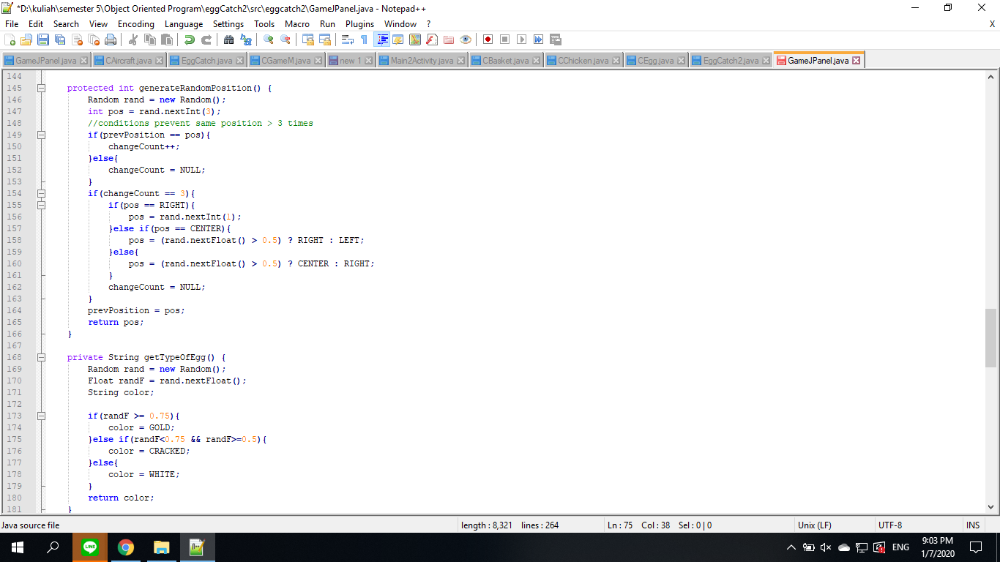 *D:\kuliah\semester 5\Object Oriented Program\eggCatch2\src\eggcatch2\GameJPanel.java - Notepad++
File Edit Search View Encoding Language Settings Tools Macro Run Plugins Window ? X
GameJPanel.java CAircraft.java EggCatch.java CGameM.java new 1 Main2Activity.java CBasket.java CChicken.java CEgg.java EggCatch2.java GameJPanel.java
144
145 protected int generateRandomPosition() {
146 Random rand = new Random();
147 int pos = rand.nextInt(3);
148 //conditions prevent same position > 3 times
149 if(prevPosition == pos){
150 changeCount++;
151 }else{
152 changeCount = NULL;
153 }
154 if(changeCount == 3){
155 if(pos == RIGHT){
156 pos = rand.nextInt(1);
157 }else if(pos == CENTER){
158 pos = (rand.nextFloat() > 0.5) ? RIGHT : LEFT;
159 }else{
160 pos = (rand.nextFloat() > 0.5) ? CENTER : RIGHT;
161 }
162 changeCount = NULL;
163 }
164 prevPosition = pos;
165 return pos;
166 }
167
168 private String getTypeOfEgg() {
169 Random rand = new Random();
170 Float randF = rand.nextFloat();
171 String color;
172
173 if(randF >= 0.75){
174 color = GOLD;
175 }else if(randF<0.75 && randF>=0.5){
176 color = CRACKED;
177 }else{
178 color = WHITE;
179 }
180 return color;
181 }
Java source file length : 8,321 lines : 264 Ln : 75 Col : 38 Sel : 0 | 0 Unix (LF) UTF-8 INS
LINE ENG 9:03 PM
1/7/2020